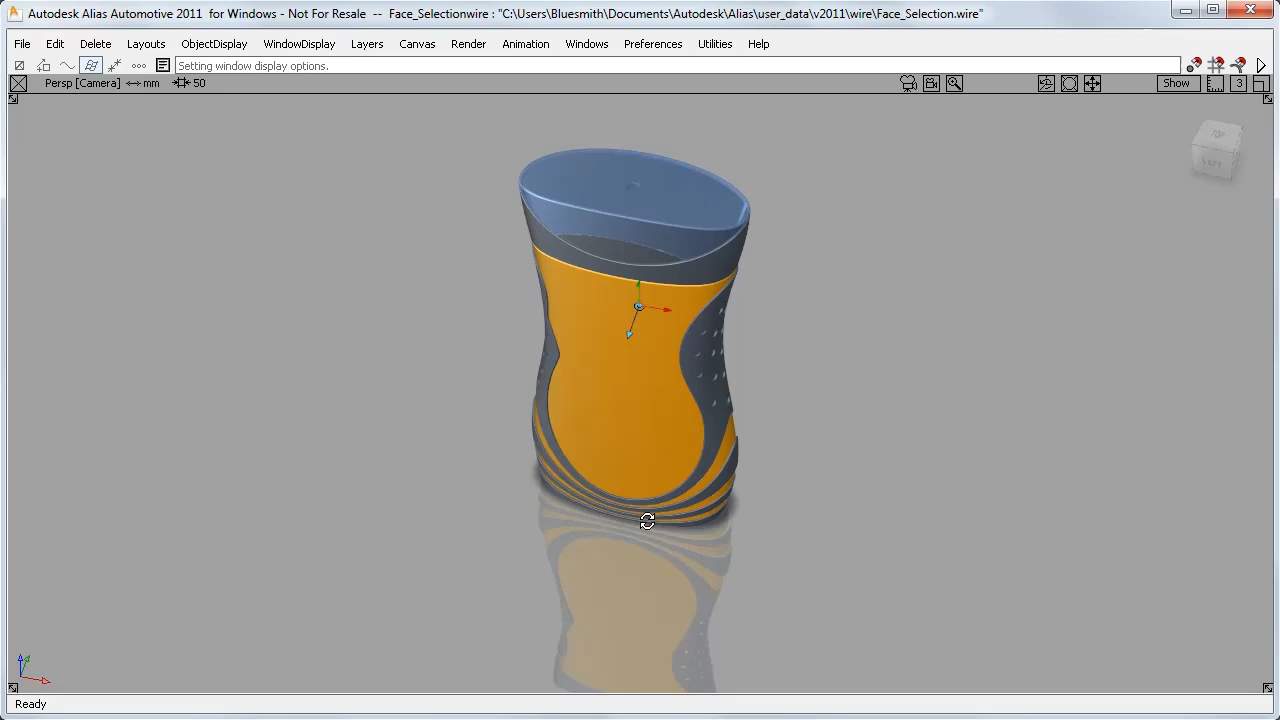 Autodesk Alias Automotive 2011 for Windows - Not For Resale -- Face_Selectionwire : "C:\Users\Bluesmith\Documents\Autodesk\Alias\user_data\v2011\wire\Face_Selection.wire"
File Edit Delete Layouts ObjectDisplay WindowDisplay Layers Canvas Render Animation Windows Preferences Utilities Help
Setting window display options.
Persp [Camera] mm 50 Show 3
TOP
LEFT
Ready